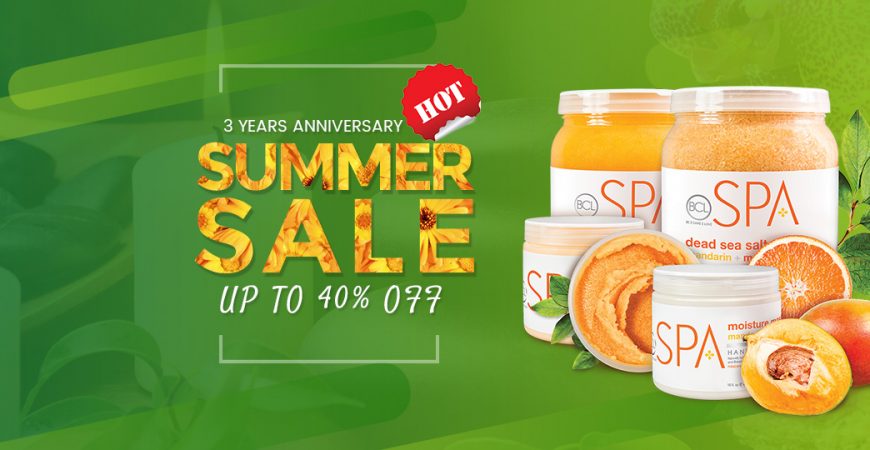 3 YEARS ANNIVERSARY
HOT
SUMMER
SALE
UP TO 40% OFF
BCL
SPA
dead sea salt
mandarin +
SPA
moisture
SPA
HAN